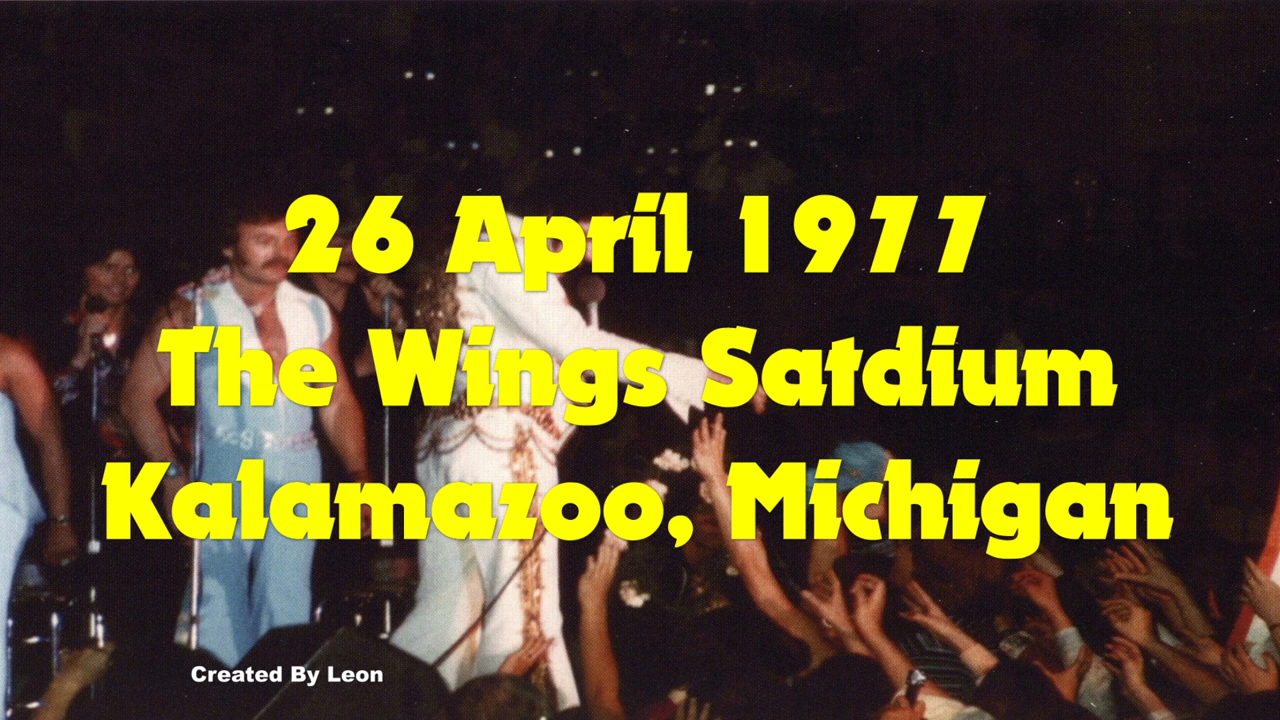 26 April 1977
The Wings Satdium
Kalamazoo, Michigan
Created By Leon